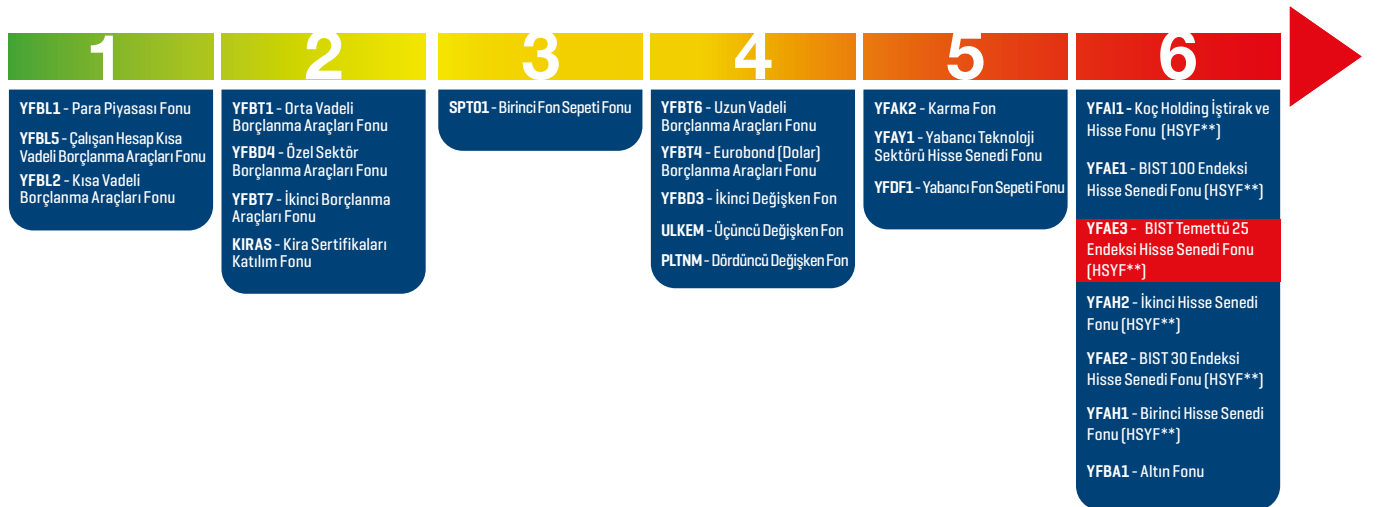 1
YFBL1 - Para Piyasası Fonu
YFBL5 - Çalışan Hesap Kısa
Vadeli Borçlanma Araçları Fonu
YFBL2 - Kısa Vadeli
Borçlanma Araçları Fonu
2
YFBT1 - Orta Vadeli
Borçlanma Araçları Fonu
YFBD4 - Özel Sektör
Borçlanma Araçları Fonu
YFBT7 - İkinci Borçlanma
Araçları Fonu
KIRAS - Kira Sertifikaları
Katılım Fonu
3
SPT01 - Birinci Fon Sepeti Fonu
4
YFBT6 - Uzun Vadeli
Borçlanma Araçları Fonu
YFBT4 - Eurobond (Dolar)
Borçlanma Araçları Fonu
YFBD3 - İkinci Değişken Fon
ULKEM - Üçüncü Değişken Fon
PLTNM - Dördüncü Değişken Fon
5
YFAK2 - Karma Fon
YFAY1 - Yabancı Teknoloji
Sektörü Hisse Senedi Fonu
YFDF1 - Yabancı Fon Sepeti Fonu
6
YFAI1 - Koç Holding İştirak ve
Hisse Fonu (HSYF**)
YFAE1 - BIST 100 Endeksi
Hisse Senedi Fonu (HSYF**)
YFAE3 - BIST Temettü 25
Endeksi Hisse Senedi Fonu
(HSYF**)
YFAH2 - İkinci Hisse Senedi
Fonu (HSYF**)
YFAE2 - BIST 30 Endeksi
Hisse Senedi Fonu (HSYF**)
YFAH1 - Birinci Hisse Senedi
Fonu (HSYF**)
YFBA1 - Altın Fonu